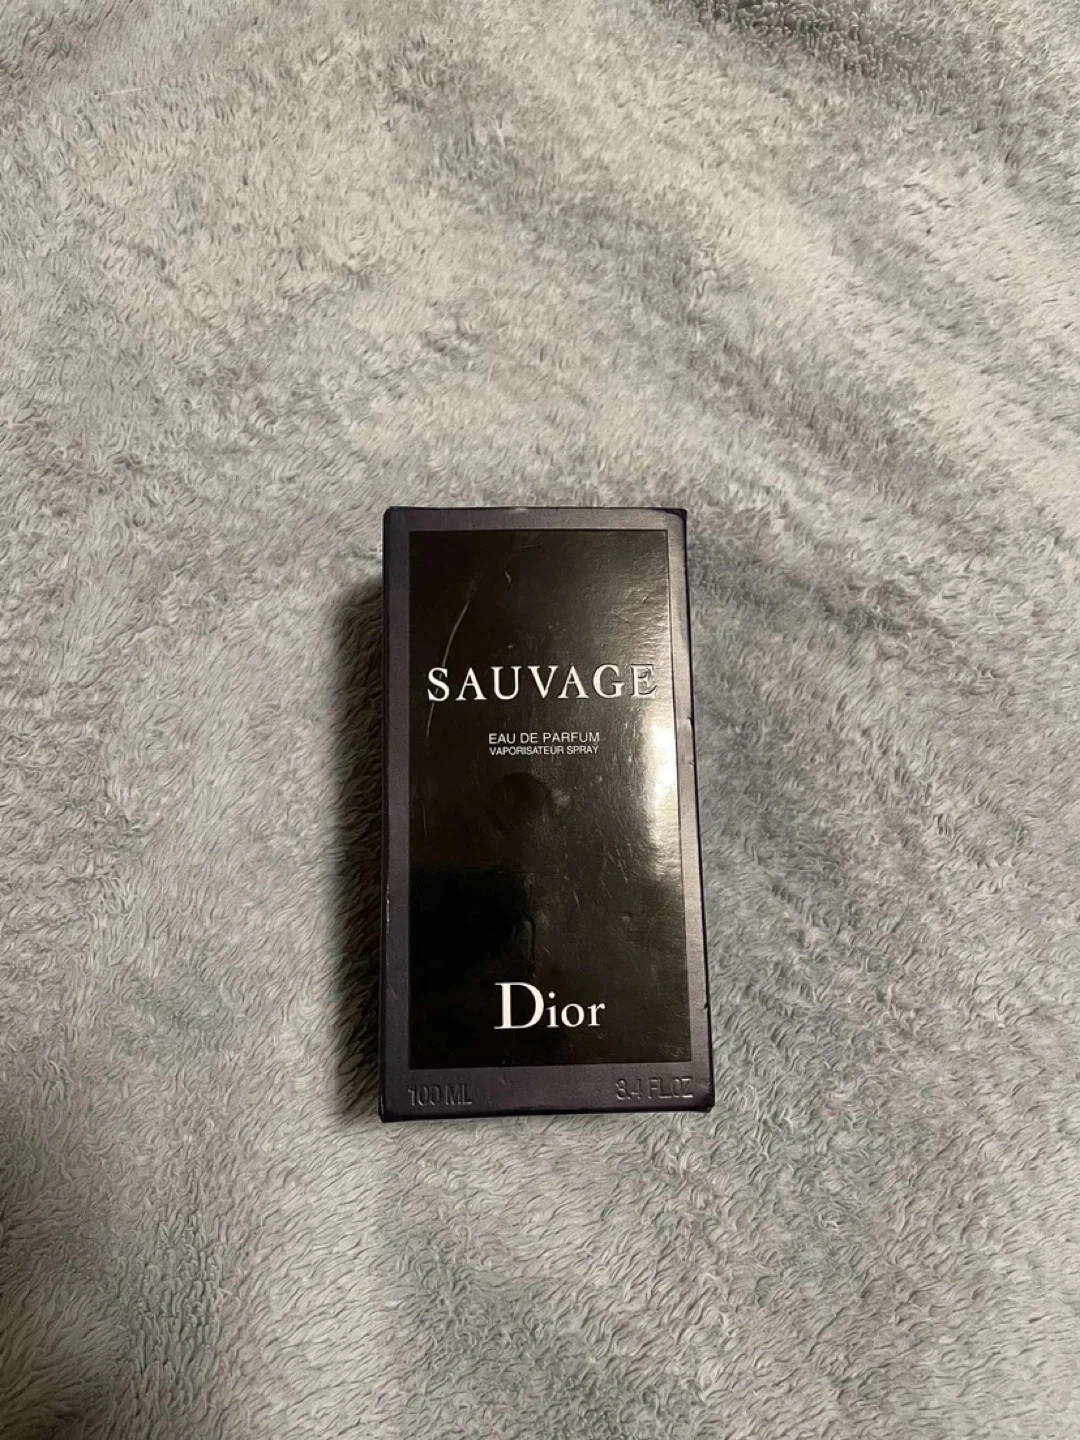 SAUVAGE
EAU DE PARFUM
VAPORISATEUR SPRAY
Dior
100 ML 3.4 FL.OZ